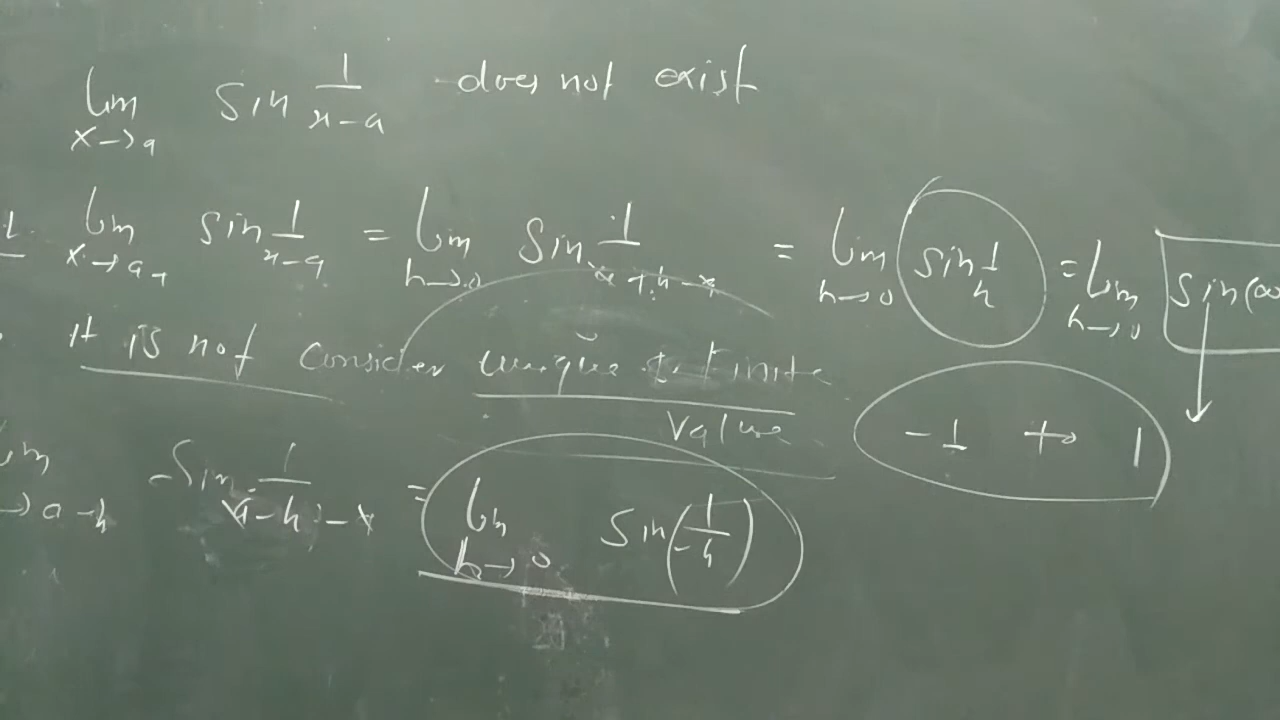 lim x→a sin 1/(x-a) does not exist
L. lim x→a+ sin 1/(x-a) = lim h→0 sin 1/(a+h-a) = lim h→0 sin 1/h = lim h→0 sin(∞
It is not consider unique & Finite
value
-1 to 1
im →a-h sin 1/((a-h)-a) = lim h→0 sin(1/-h)